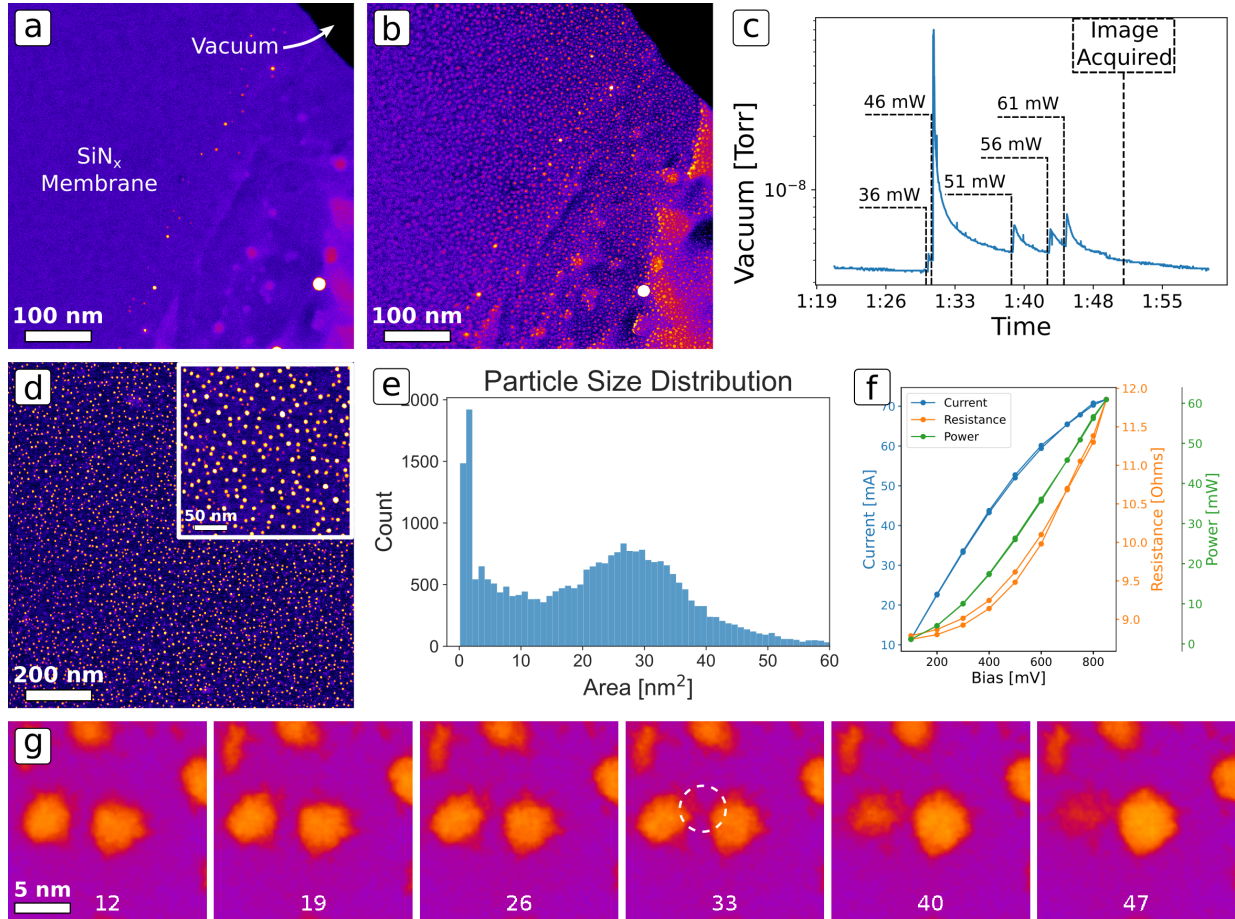 a
Vacuum
SiNₓ
Membrane
100 nm
b
100 nm
c
Image
Acquired
46 mW
61 mW
56 mW
51 mW
36 mW
Vacuum [Torr]
10⁻⁸
1:19
1:26
1:33
1:40
1:48
1:55
Time
d
50 nm
200 nm
e
Particle Size Distribution
Count
2000
1500
1000
500
0
0
10
20
30
40
50
60
Area [nm²]
f
Current
Resistance
Power
Current [mA]
70
60
50
40
30
20
10
200
400
600
800
Bias [mV]
Resistance [Ohms]
12.0
11.5
11.0
10.5
10.0
9.5
9.0
Power [mW]
60
50
40
30
20
10
0
g
5 nm
12
19
26
33
40
47